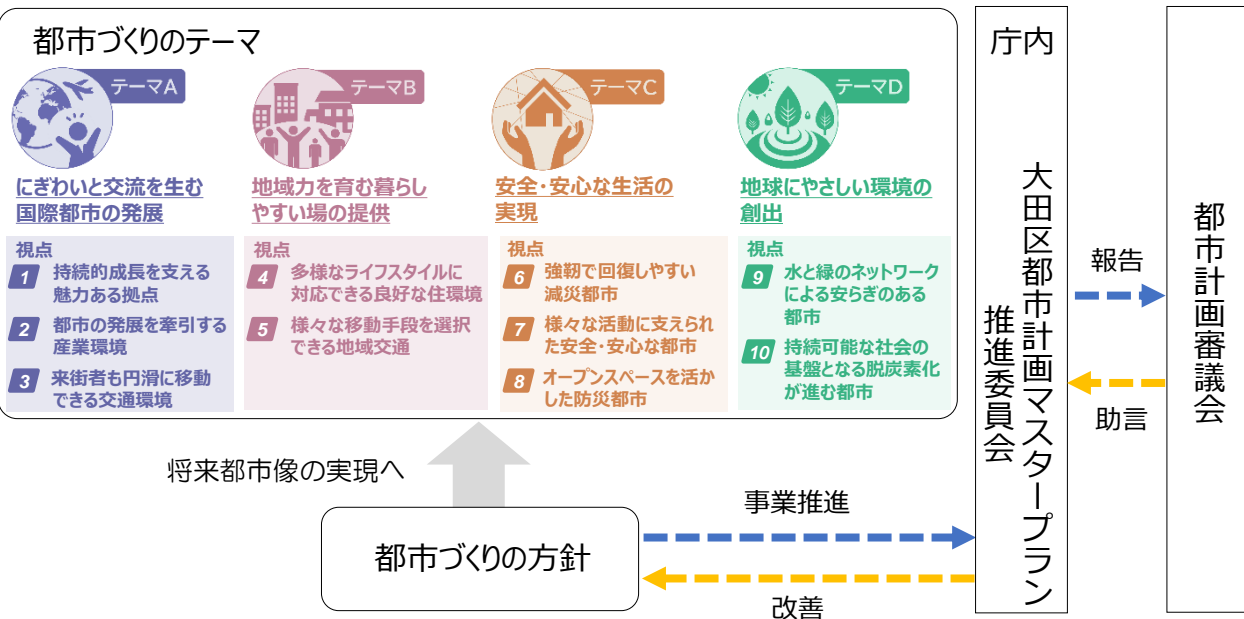 都市づくりのテーマ
テーマA
にぎわいと交流を生む
国際都市の発展
視点
1 持続的成長を支える
魅力ある拠点
2 都市の発展を牽引する
産業環境
3 来街者も円滑に移動
できる交通環境
テーマB
地域力を育む暮らし
やすい場の提供
視点
4 多様なライフスタイルに
対応できる良好な住環境
5 様々な移動手段を選択
できる地域交通
テーマC
安全・安心な生活の
実現
視点
6 強靭で回復しやすい
減災都市
7 様々な活動に支えられ
た安全・安心な都市
8 オープンスペースを活か
した防災都市
テーマD
地球にやさしい環境の
創出
視点
9 水と緑のネットワーク
による安らぎのある
都市
10 持続可能な社会の
基盤となる脱炭素化
が進む都市
将来都市像の実現へ
都市づくりの方針
事業推進
改善
庁内
大田区都市計画マスタープラン
推進委員会
報告
助言
都市計画審議会